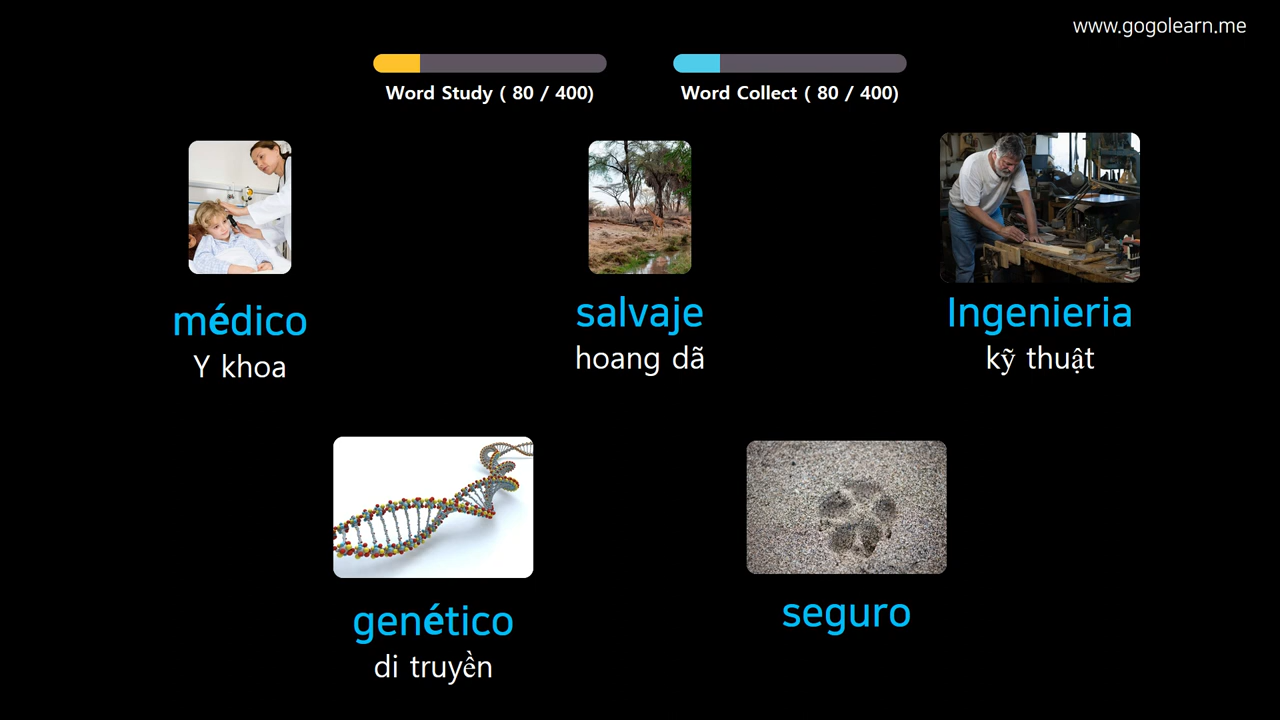 www.gogolearn.me
Word Study ( 80 / 400)
Word Collect ( 80 / 400)
médico
Y khoa
salvaje
hoang dã
Ingenieria
kỹ thuật
genético
di truyền
seguro